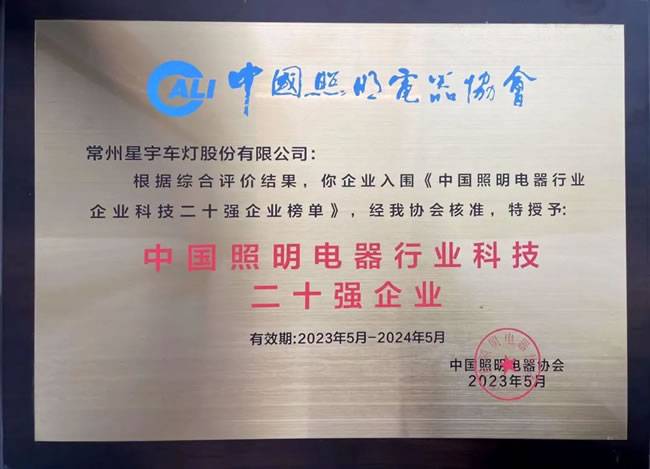 CALI 中國照明電器協會
常州星宇车灯股份有限公司：
根据综合评价结果，你企业入围《中国照明电器行业
企业科技二十强企业榜单》，经我协会核准，特授予：
中国照明电器行业科技
二十强企业
有效期:2023年5月-2024年5月
中国照明电器协会
2023年5月